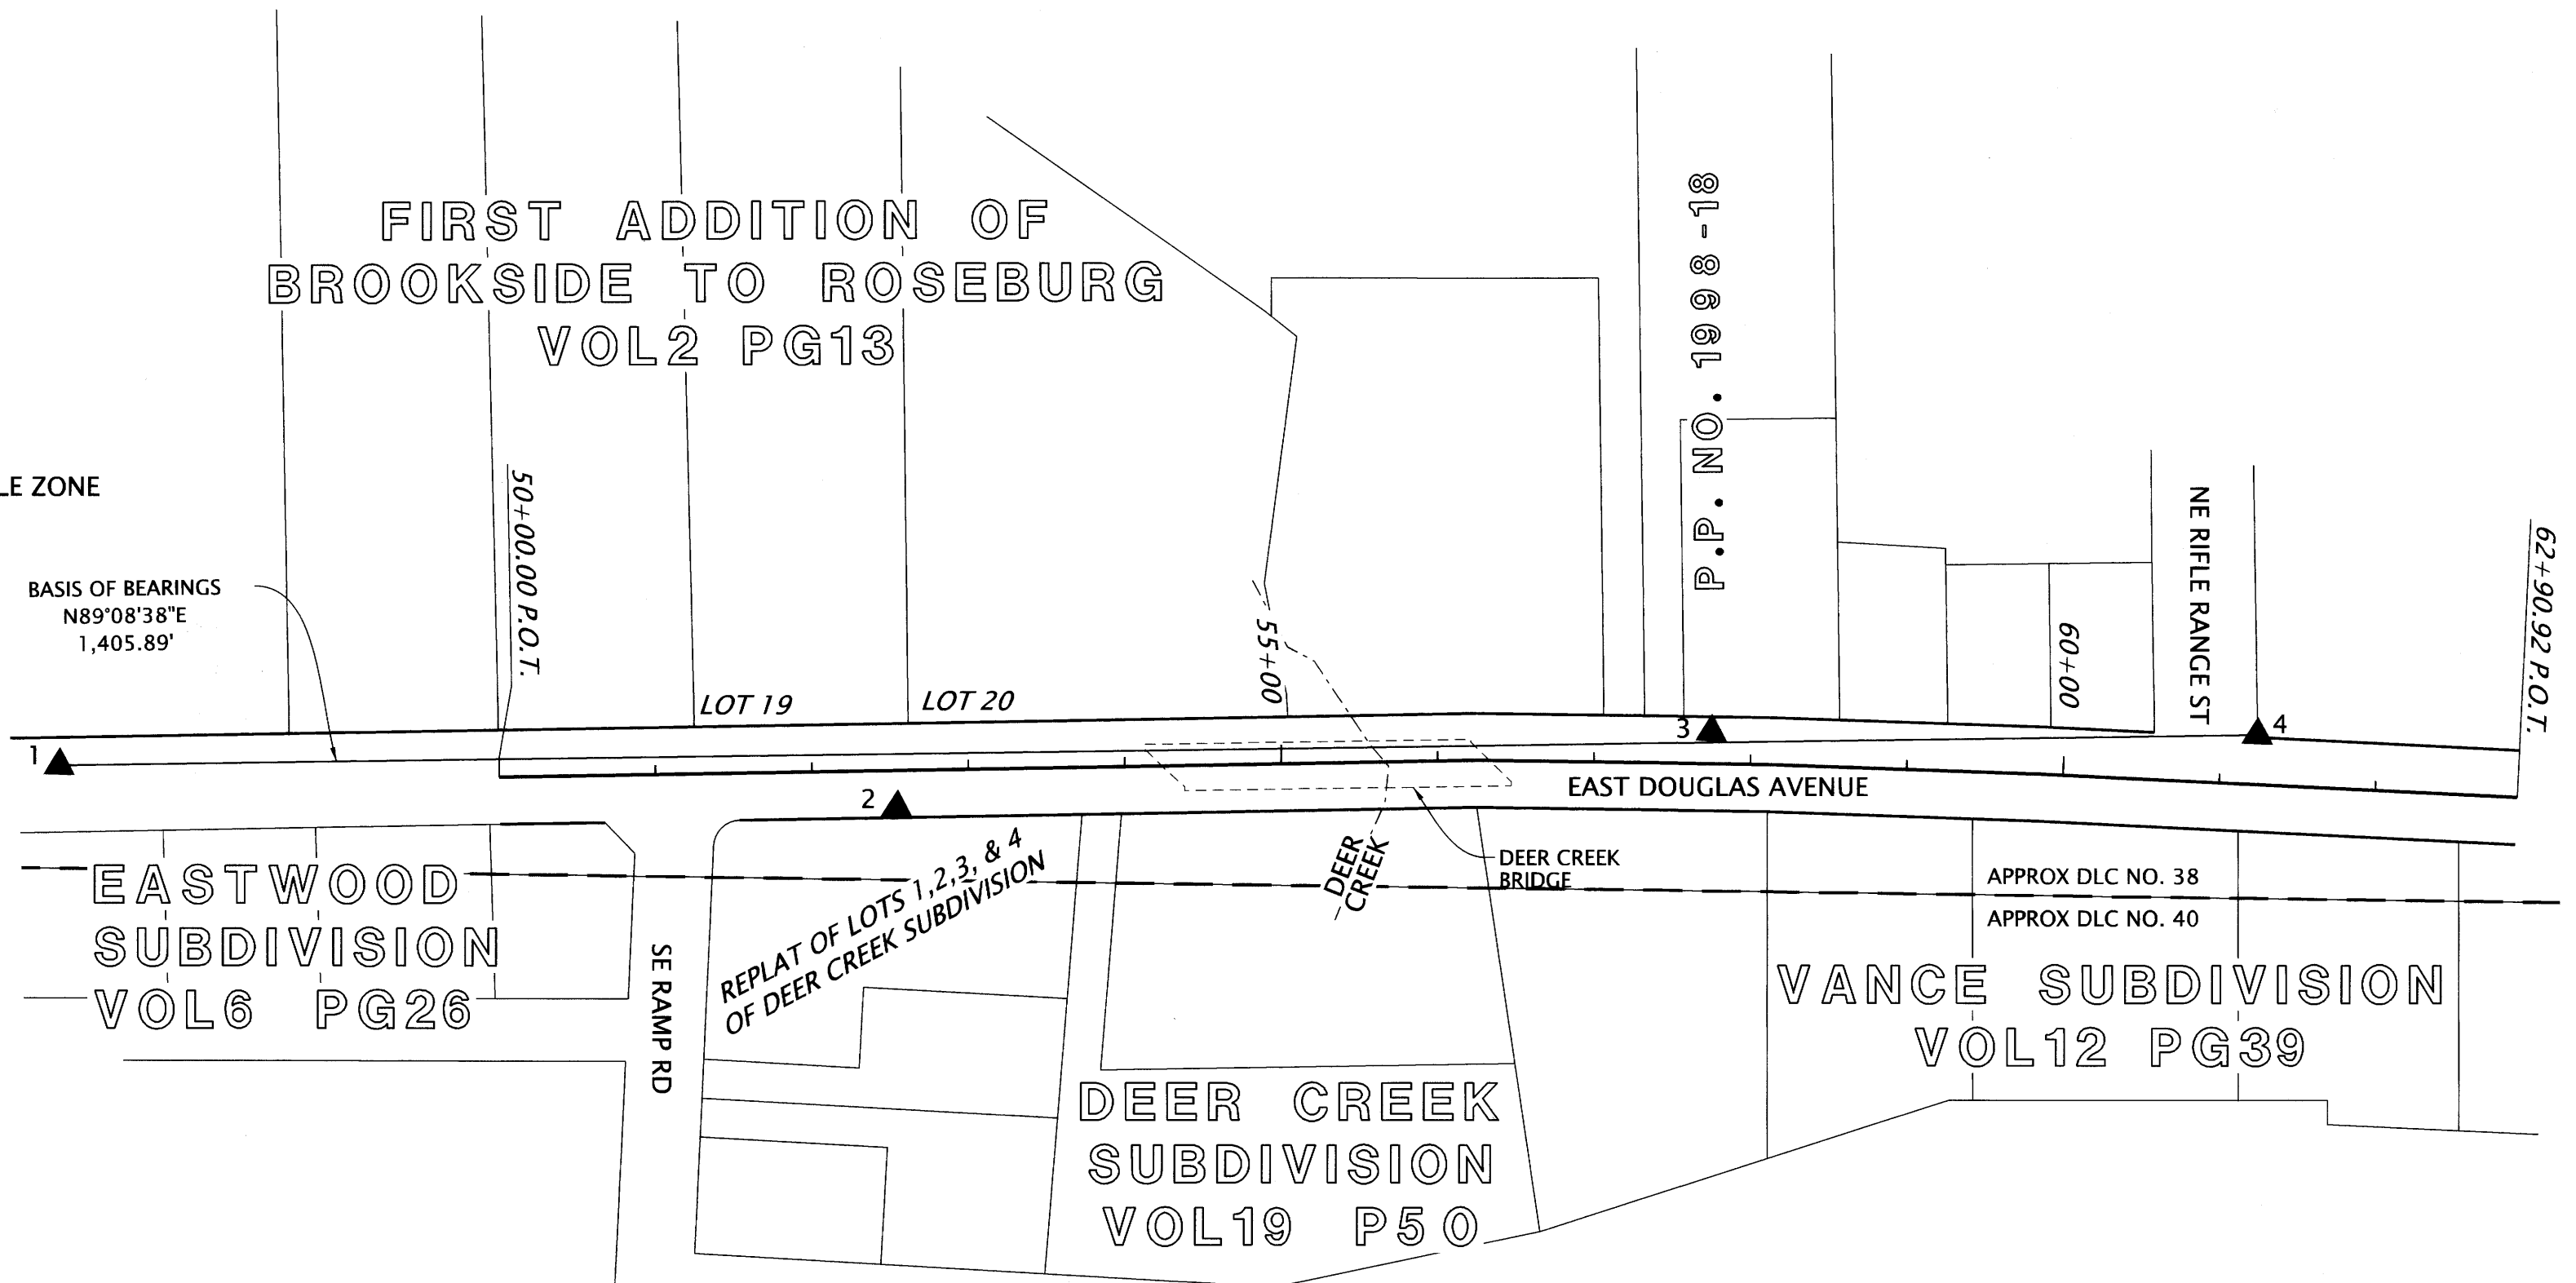 FIRST ADDITION OF
BROOKSIDE TO ROSEBURG
VOL2 PG13
P.P. NO. 1998-18
LE ZONE
50+00.00 P.O.T.
NE RIFLE RANGE ST
62+90.92 P.O.T.
BASIS OF BEARINGS
N89°08'38"E
1,405.89'
55+00
60+00
LOT 19
LOT 20
1
3
4
2
EAST DOUGLAS AVENUE
REPLAT OF LOTS 1,2,3, & 4
OF DEER CREEK SUBDIVISION
DEER
CREEK
DEER CREEK
BRIDGE
APPROX DLC NO. 38
APPROX DLC NO. 40
EASTWOOD
SUBDIVISION
VOL6 PG26
SE RAMP RD
VANCE SUBDIVISION
VOL12 PG39
DEER CREEK
SUBDIVISION
VOL19 P50